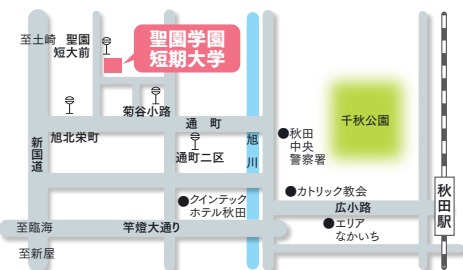 至土崎
聖園
短大前
聖園学園
短期大学
菊谷小路
通町
旭北栄町
新国道
通町二区
旭川
千秋公園
秋田
中央
警察署
カトリック教会
クインテック
ホテル秋田
広小路
秋田駅
至臨海
竿燈大通り
エリア
なかいち
至新屋